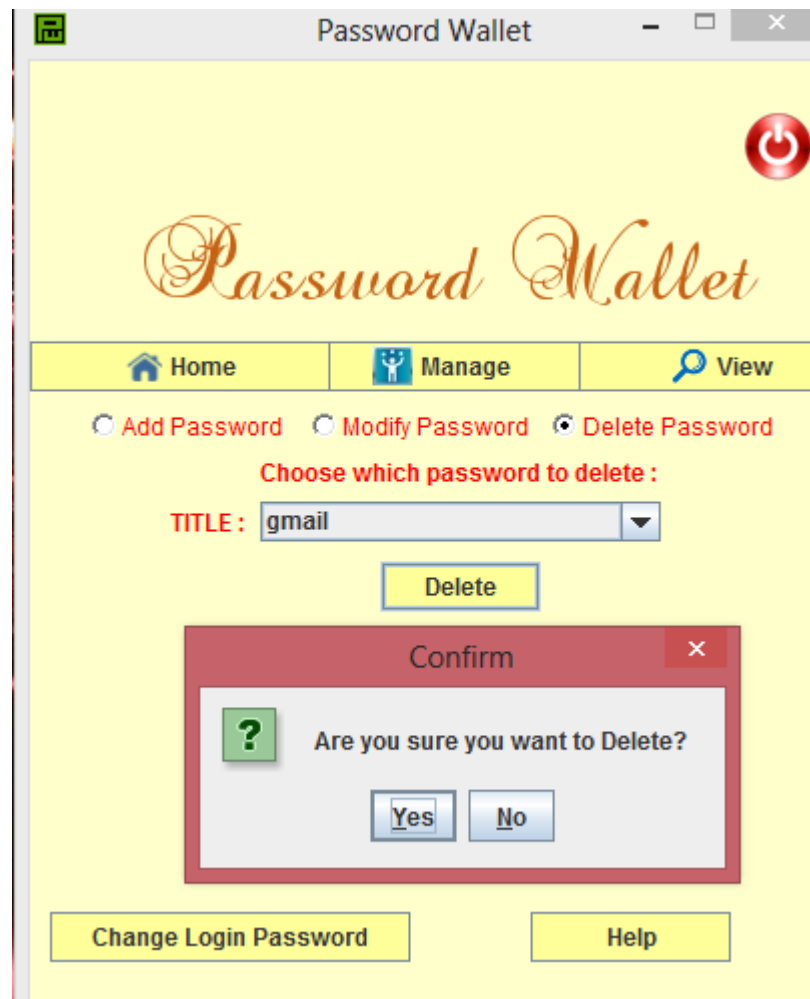 Password Wallet
Password Wallet
Home Manage View
Add Password Modify Password Delete Password
Choose which password to delete :
TITLE : gmail
Delete
Confirm
? Are you sure you want to Delete?
Yes No
Change Login Password Help